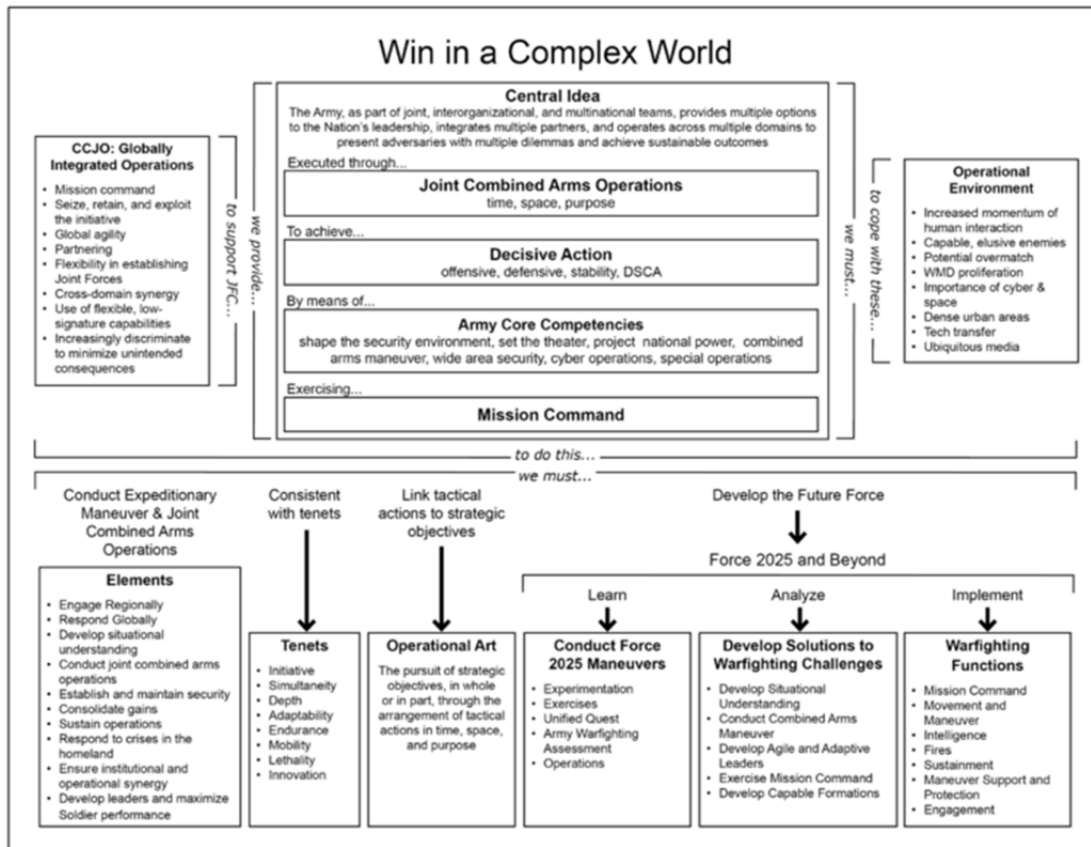 Win in a Complex World
CCJO: Globally
Integrated Operations
• Mission command
• Seize, retain, and exploit
the initiative
• Global agility
• Partnering
• Flexibility in establishing
Joint Forces
• Cross-domain synergy
• Use of flexible, low-
signature capabilities
• Increasingly discriminate
to minimize unintended
consequences
to support JFC...
we provide...
Central Idea
The Army, as part of joint, interorganizational, and multinational teams, provides multiple options
to the Nation's leadership, integrates multiple partners, and operates across multiple domains to
present adversaries with multiple dilemmas and achieve sustainable outcomes
Executed through...
Joint Combined Arms Operations
time, space, purpose
To achieve...
Decisive Action
offensive, defensive, stability, DSCA
By means of...
Army Core Competencies
shape the security environment, set the theater, project national power, combined
arms maneuver, wide area security, cyber operations, special operations
Exercising...
Mission Command
we must...
to cope with these...
Operational
Environment
• Increased momentum of
human interaction
• Capable, elusive enemies
• Potential overmatch
• WMD proliferation
• Importance of cyber &
space
• Dense urban areas
• Tech transfer
• Ubiquitous media
to do this...
we must...
Conduct Expeditionary
Maneuver & Joint
Combined Arms
Operations
Elements
• Engage Regionally
• Respond Globally
• Develop situational
understanding
• Conduct joint combined arms
operations
• Establish and maintain security
• Consolidate gains
• Sustain operations
• Respond to crises in the
homeland
• Ensure institutional and
operational synergy
• Develop leaders and maximize
Soldier performance
Consistent
with tenets
Tenets
• Initiative
• Simultaneity
• Depth
• Adaptability
• Endurance
• Mobility
• Lethality
• Innovation
Link tactical
actions to strategic
objectives
Operational Art
The pursuit of strategic
objectives, in whole
or in part, through the
arrangement of tactical
actions in time, space,
and purpose
Develop the Future Force
Force 2025 and Beyond
Learn
Conduct Force
2025 Maneuvers
• Experimentation
• Exercises
• Unified Quest
• Army Warfighting
Assessment
• Operations
Analyze
Develop Solutions to
Warfighting Challenges
• Develop Situational
Understanding
• Conduct Combined Arms
Maneuver
• Develop Agile and Adaptive
Leaders
• Exercise Mission Command
• Develop Capable Formations
Implement
Warfighting
Functions
• Mission Command
• Movement and
Maneuver
• Intelligence
• Fires
• Sustainment
• Maneuver Support and
Protection
• Engagement